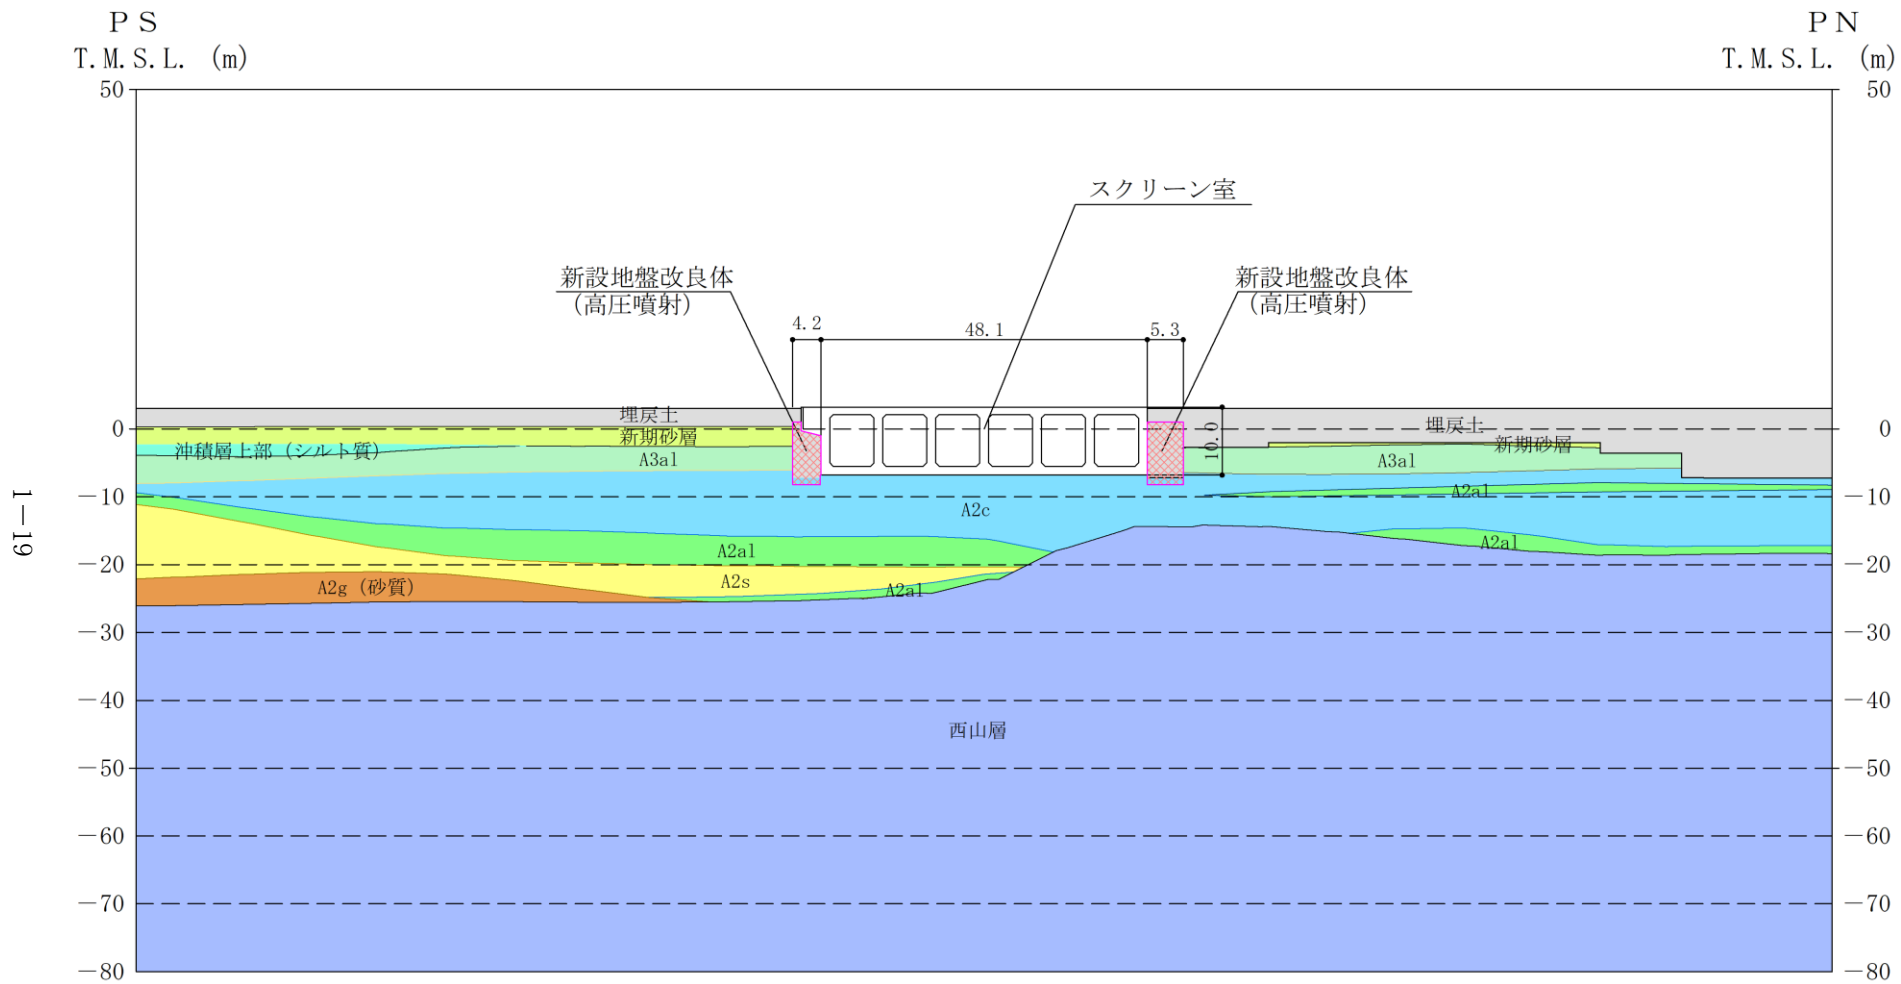 ＰＳ
ＰＮ
T.M.S.L. (m)
T.M.S.L. (m)
50
50
スクリーン室
新設地盤改良体
(高圧噴射)
新設地盤改良体
(高圧噴射)
4.2
48.1
5.3
埋戻土
0
新期砂層
沖積層上部 (シルト質)
A3al
10.0
埋戻土
新期砂層
0
A3al
－10
A2c
A2al
－10
1－19
A2al
A2al
－20
A2s
A2al
－20
A2g (砂質)
－30
－30
－40
－40
西山層
－50
－50
－60
－60
－70
－70
－80
－80